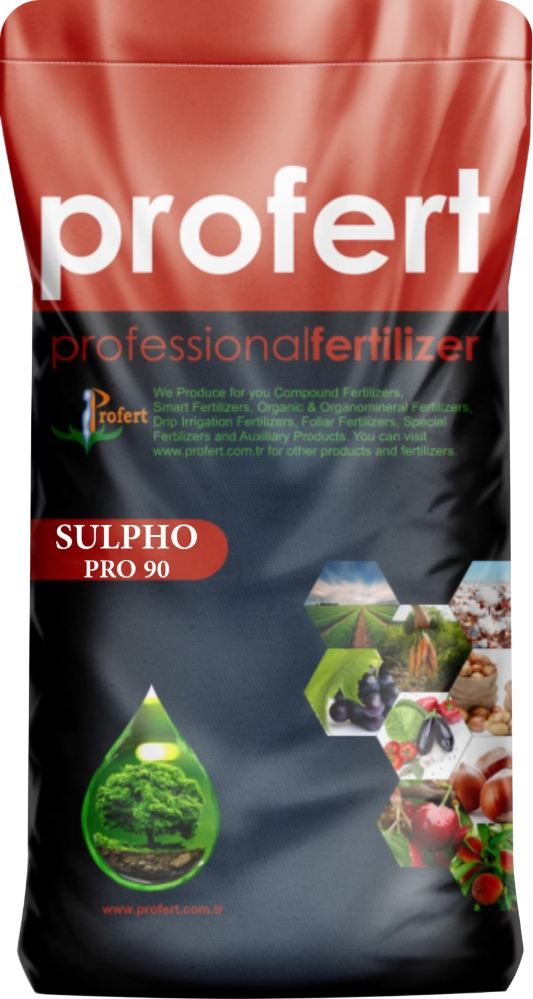 profert
professionalfertilizer
Profert
We Produce for you Compound Fertilizers,
Smart Fertilizers, Organic & Organomineral Fertilizers,
Drip Irrigation Fertilizers, Foliar Fertilizers, Special
Fertilizers and Auxiliary Products. You can visit
www.profert.com.tr for other products and fertilizers.
SULPHO
PRO 90
www.profert.com.tr